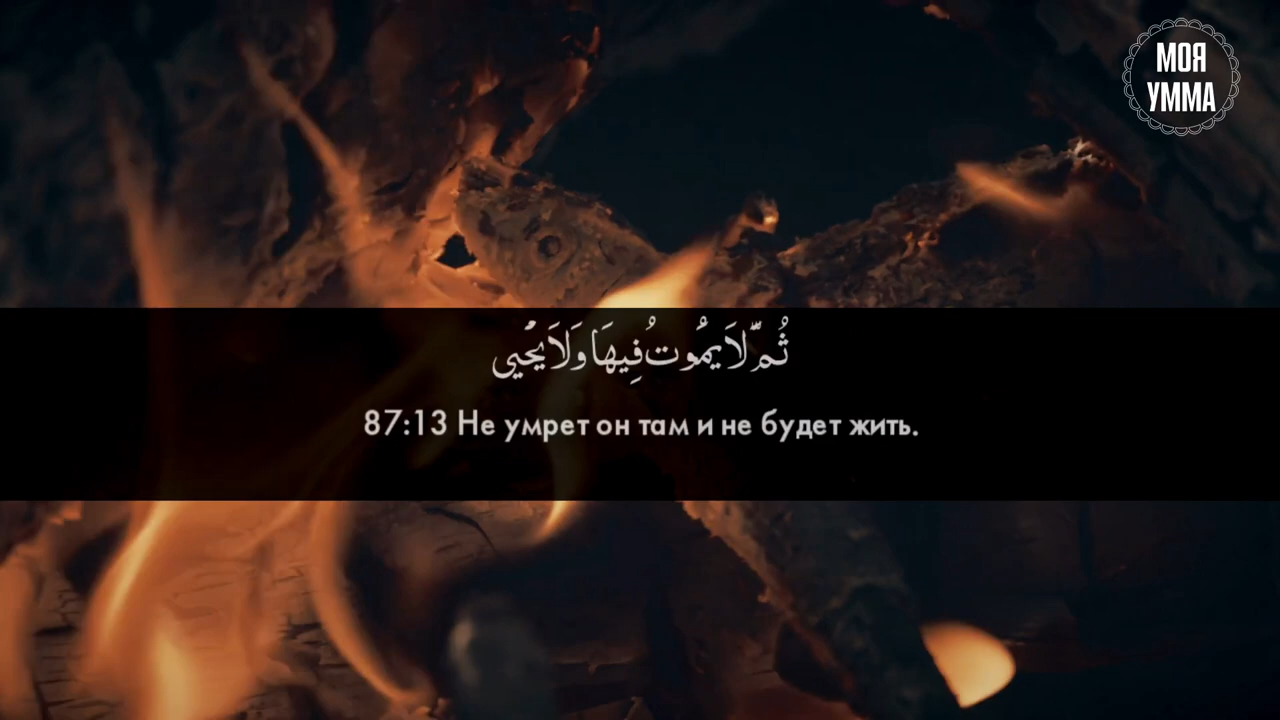 МОЯ
УММА
ثُمَّ لَا يَمُوتُ فِيهَا وَلَا يَحْيَى
87:13 Не умрет он там и не будет жить.